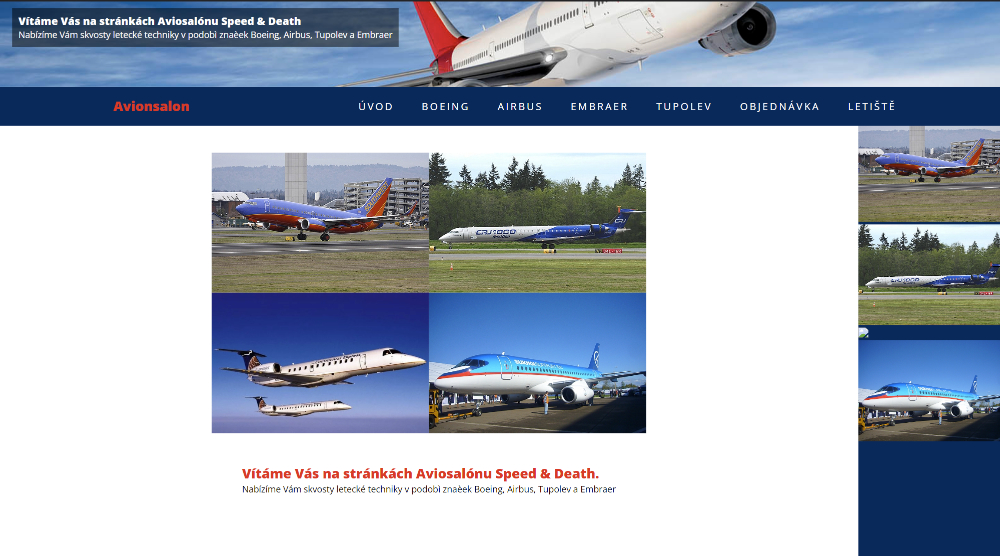 Vítáme Vás na stránkách Aviosalónu Speed & Death
Nabízíme Vám skvosty letecké techniky v podobì znaèek Boeing, Airbus, Tupolev a Embraer
Avionsalon
ÚVOD BOEING AIRBUS EMBRAER TUPOLEV OBJEDNÁVKA LETIŠTĚ
CRJ1000
Vítáme Vás na stránkách Aviosalónu Speed & Death.
Nabízíme Vám skvosty letecké techniky v podobì znaèek Boeing, Airbus, Tupolev a Embraer